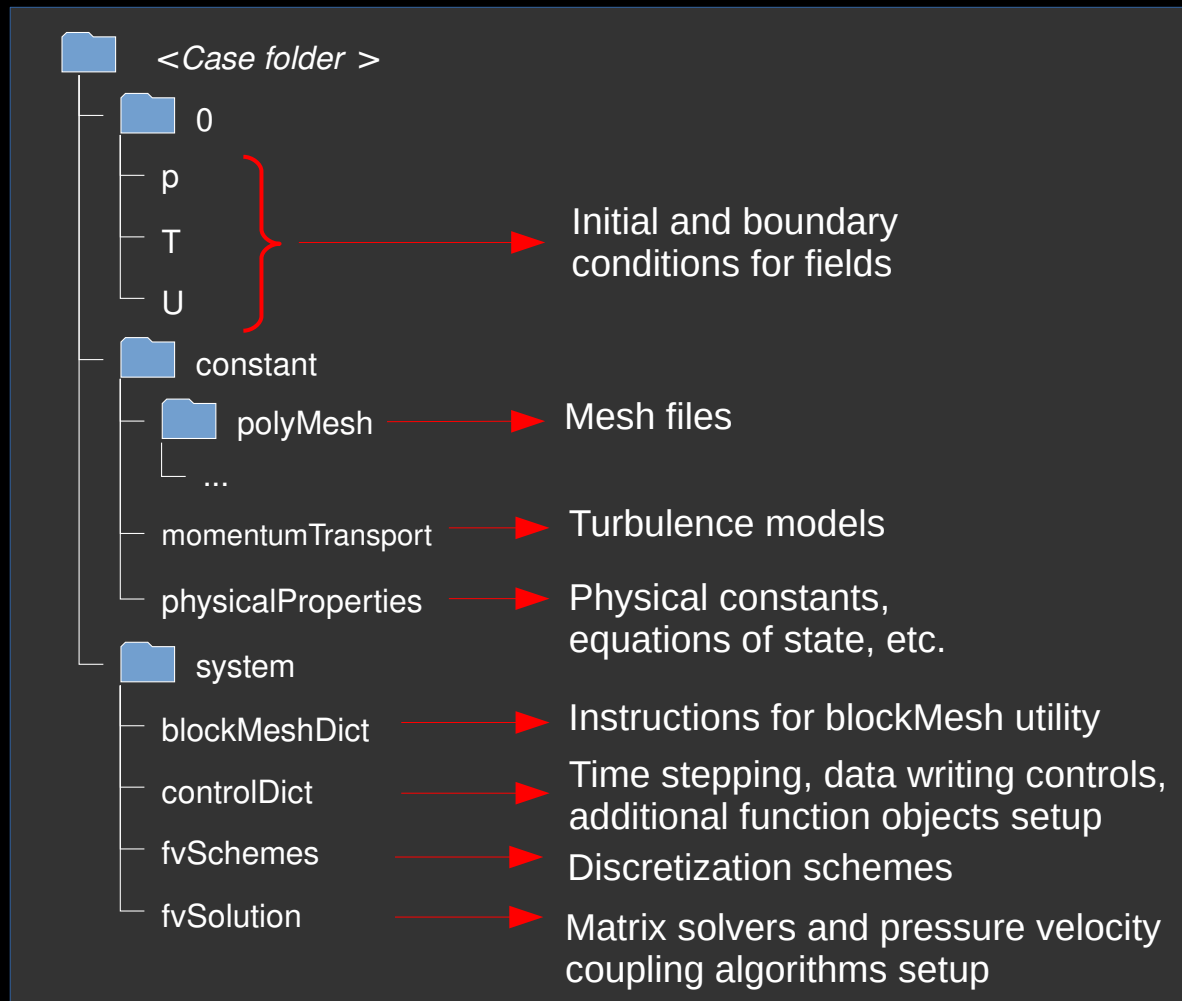 <Case folder >
0
p
T
U
Initial and boundary
conditions for fields
constant
polyMesh
Mesh files
...
momentumTransport
Turbulence models
physicalProperties
Physical constants,
equations of state, etc.
system
blockMeshDict
Instructions for blockMesh utility
controlDict
Time stepping, data writing controls,
additional function objects setup
fvSchemes
Discretization schemes
fvSolution
Matrix solvers and pressure velocity
coupling algorithms setup